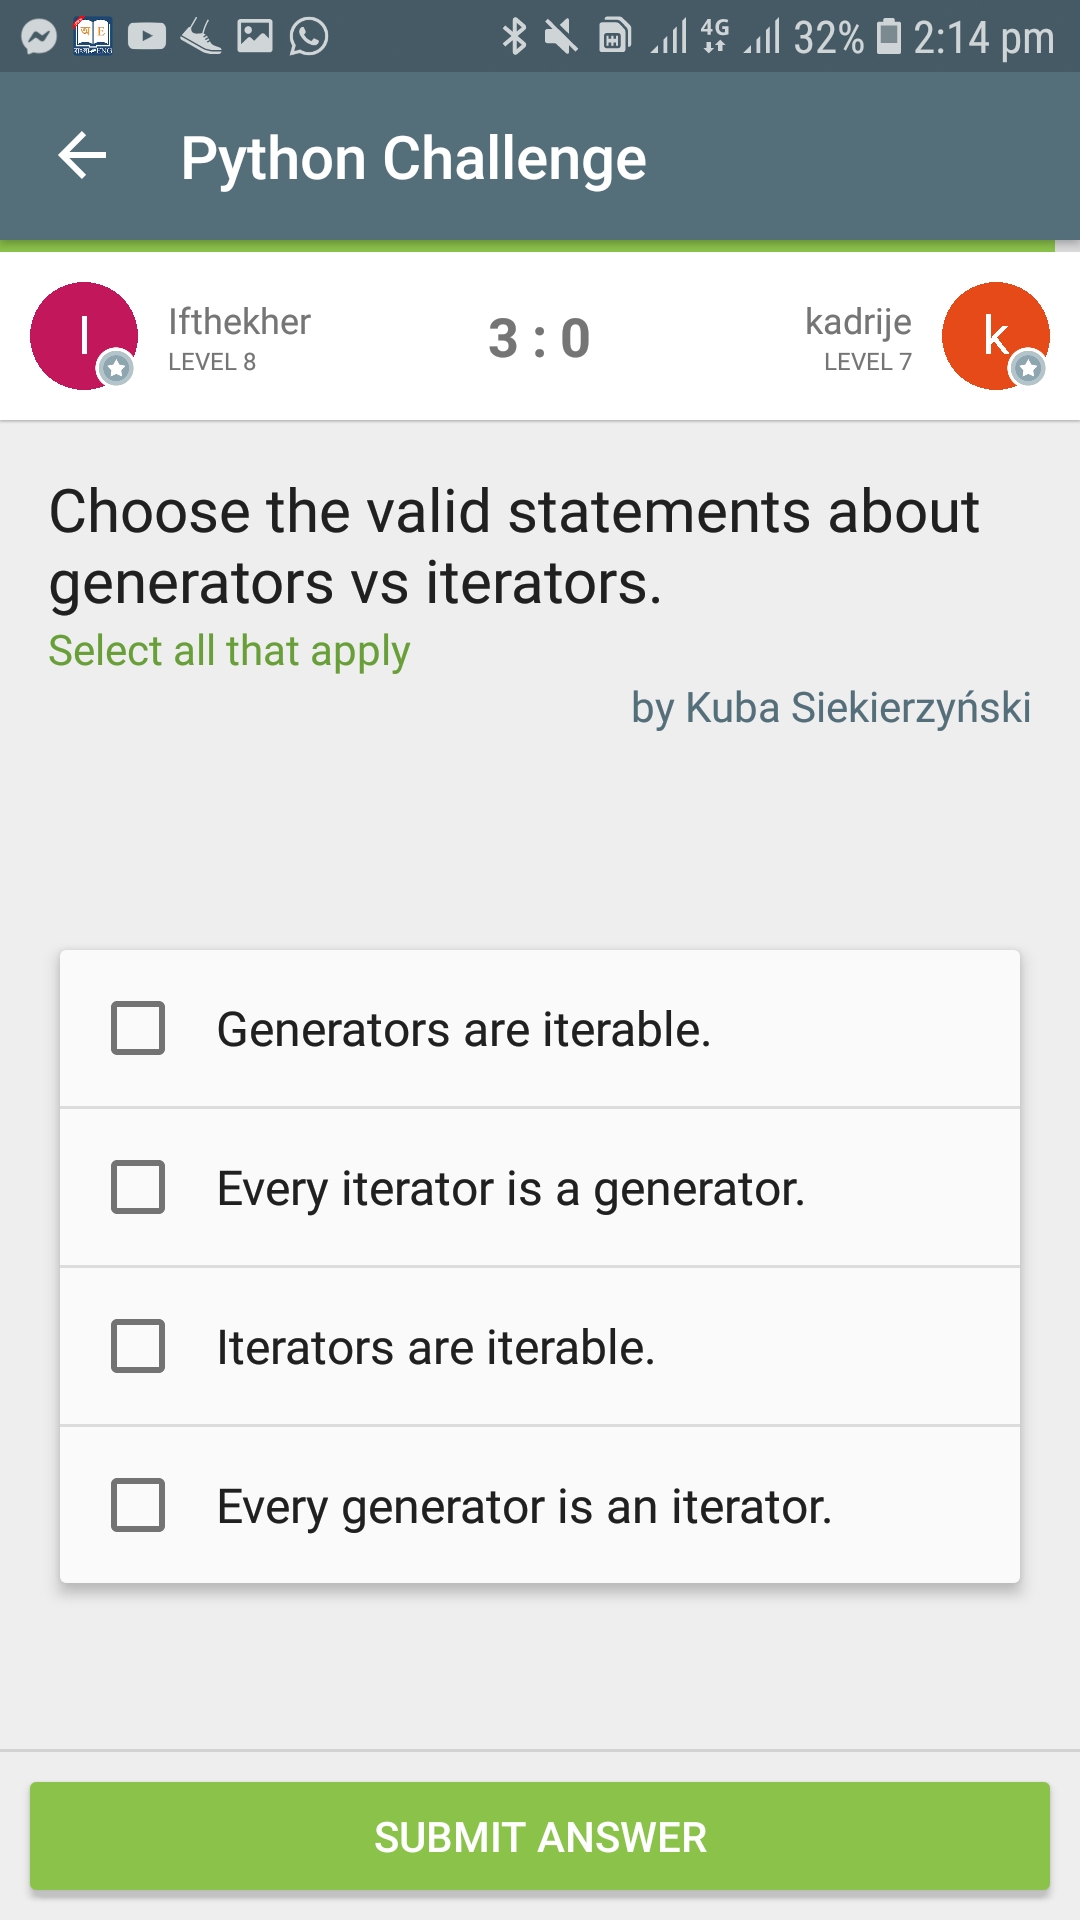 4G 32% 2:14 pm
Python Challenge
I
Ifthekher
LEVEL 8
3 : 0
kadrije
LEVEL 7
k
Choose the valid statements about
generators vs iterators.
Select all that apply
by Kuba Siekierzyński
Generators are iterable.
Every iterator is a generator.
Iterators are iterable.
Every generator is an iterator.
SUBMIT ANSWER